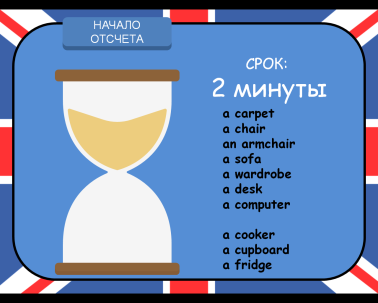 НАЧАЛО
ОТСЧЕТА
СРОК:
2 минуты
a carpet
a chair
an armchair
a sofa
a wardrobe
a desk
a computer
a cooker
a cupboard
a fridge